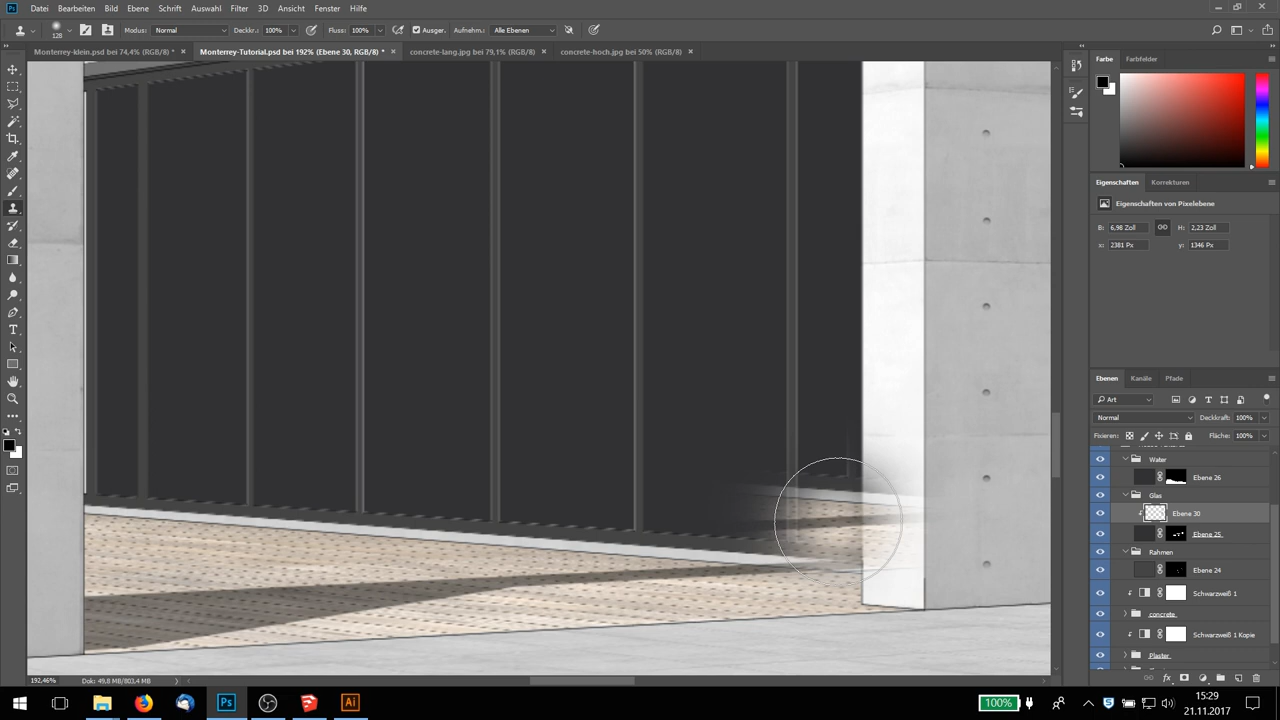 Ps Datei Bearbeiten Bild Ebene Schrift Auswahl Filter 3D Ansicht Fenster Hilfe
128 Modus: Normal Deckkr.: 100% Fluss: 100% Ausger. Aufnehm.: Alle Ebenen
Monterrey-klein.psd bei 74,4% (RGB/8) * × Monterrey-Tutorial.psd bei 192% (Ebene 30, RGB/8) * × concrete-lang.jpg bei 79,1% (RGB/8) × concrete-hoch.jpg bei 50% (RGB/8) ×
Farbe Farbfelder
Eigenschaften Korrekturen
Eigenschaften von Pixelebene
B: 6,98 Zoll H: 2,23 Zoll
x: 2381 Px y: 1346 Px
Ebenen Kanäle Pfade
Art
Normal Deckkraft: 100%
Fixieren: Fläche: 100%
Water
Ebene 26
Glas
Ebene 30
Ebene 25
Rahmen
Ebene 24
Schwarzweiß 1
concrete
Schwarzweiß 1 Kopie
Plaster
192,46% Dok: 49,8 MB/803,4 MB
fx
Ps Ai 100% 15:29
21.11.2017